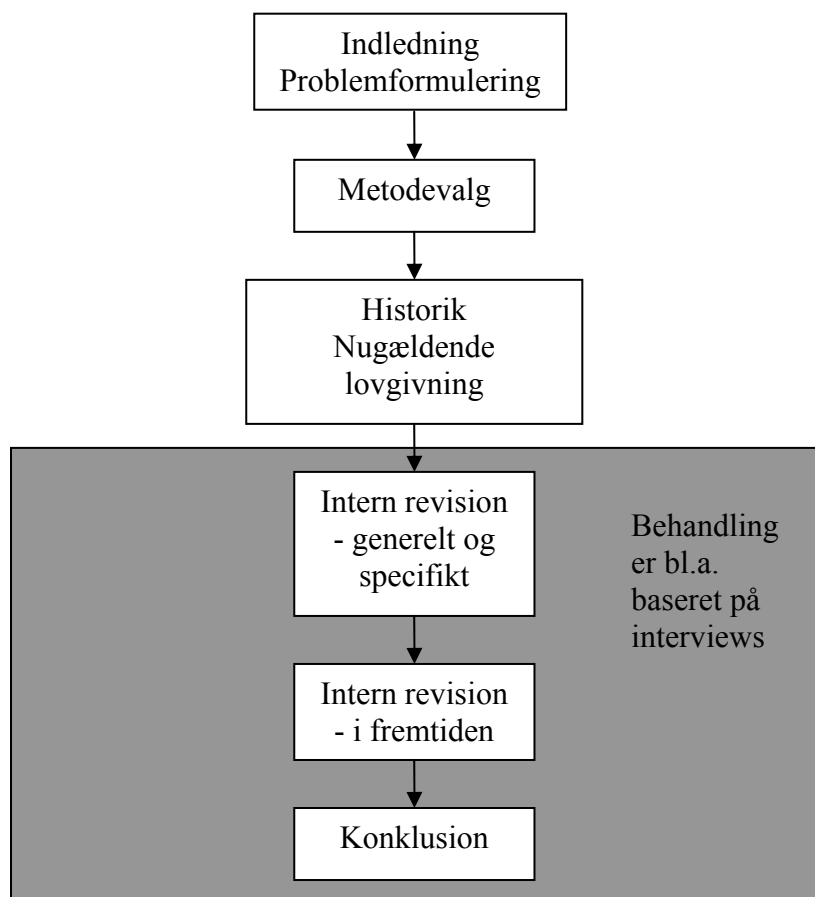 Indledning
Problemformulering
Metodevalg
Historik
Nugældende
lovgivning
Intern revision
- generelt og
specifikt
Behandling
er bl.a.
baseret på
interviews
Intern revision
- i fremtiden
Konklusion